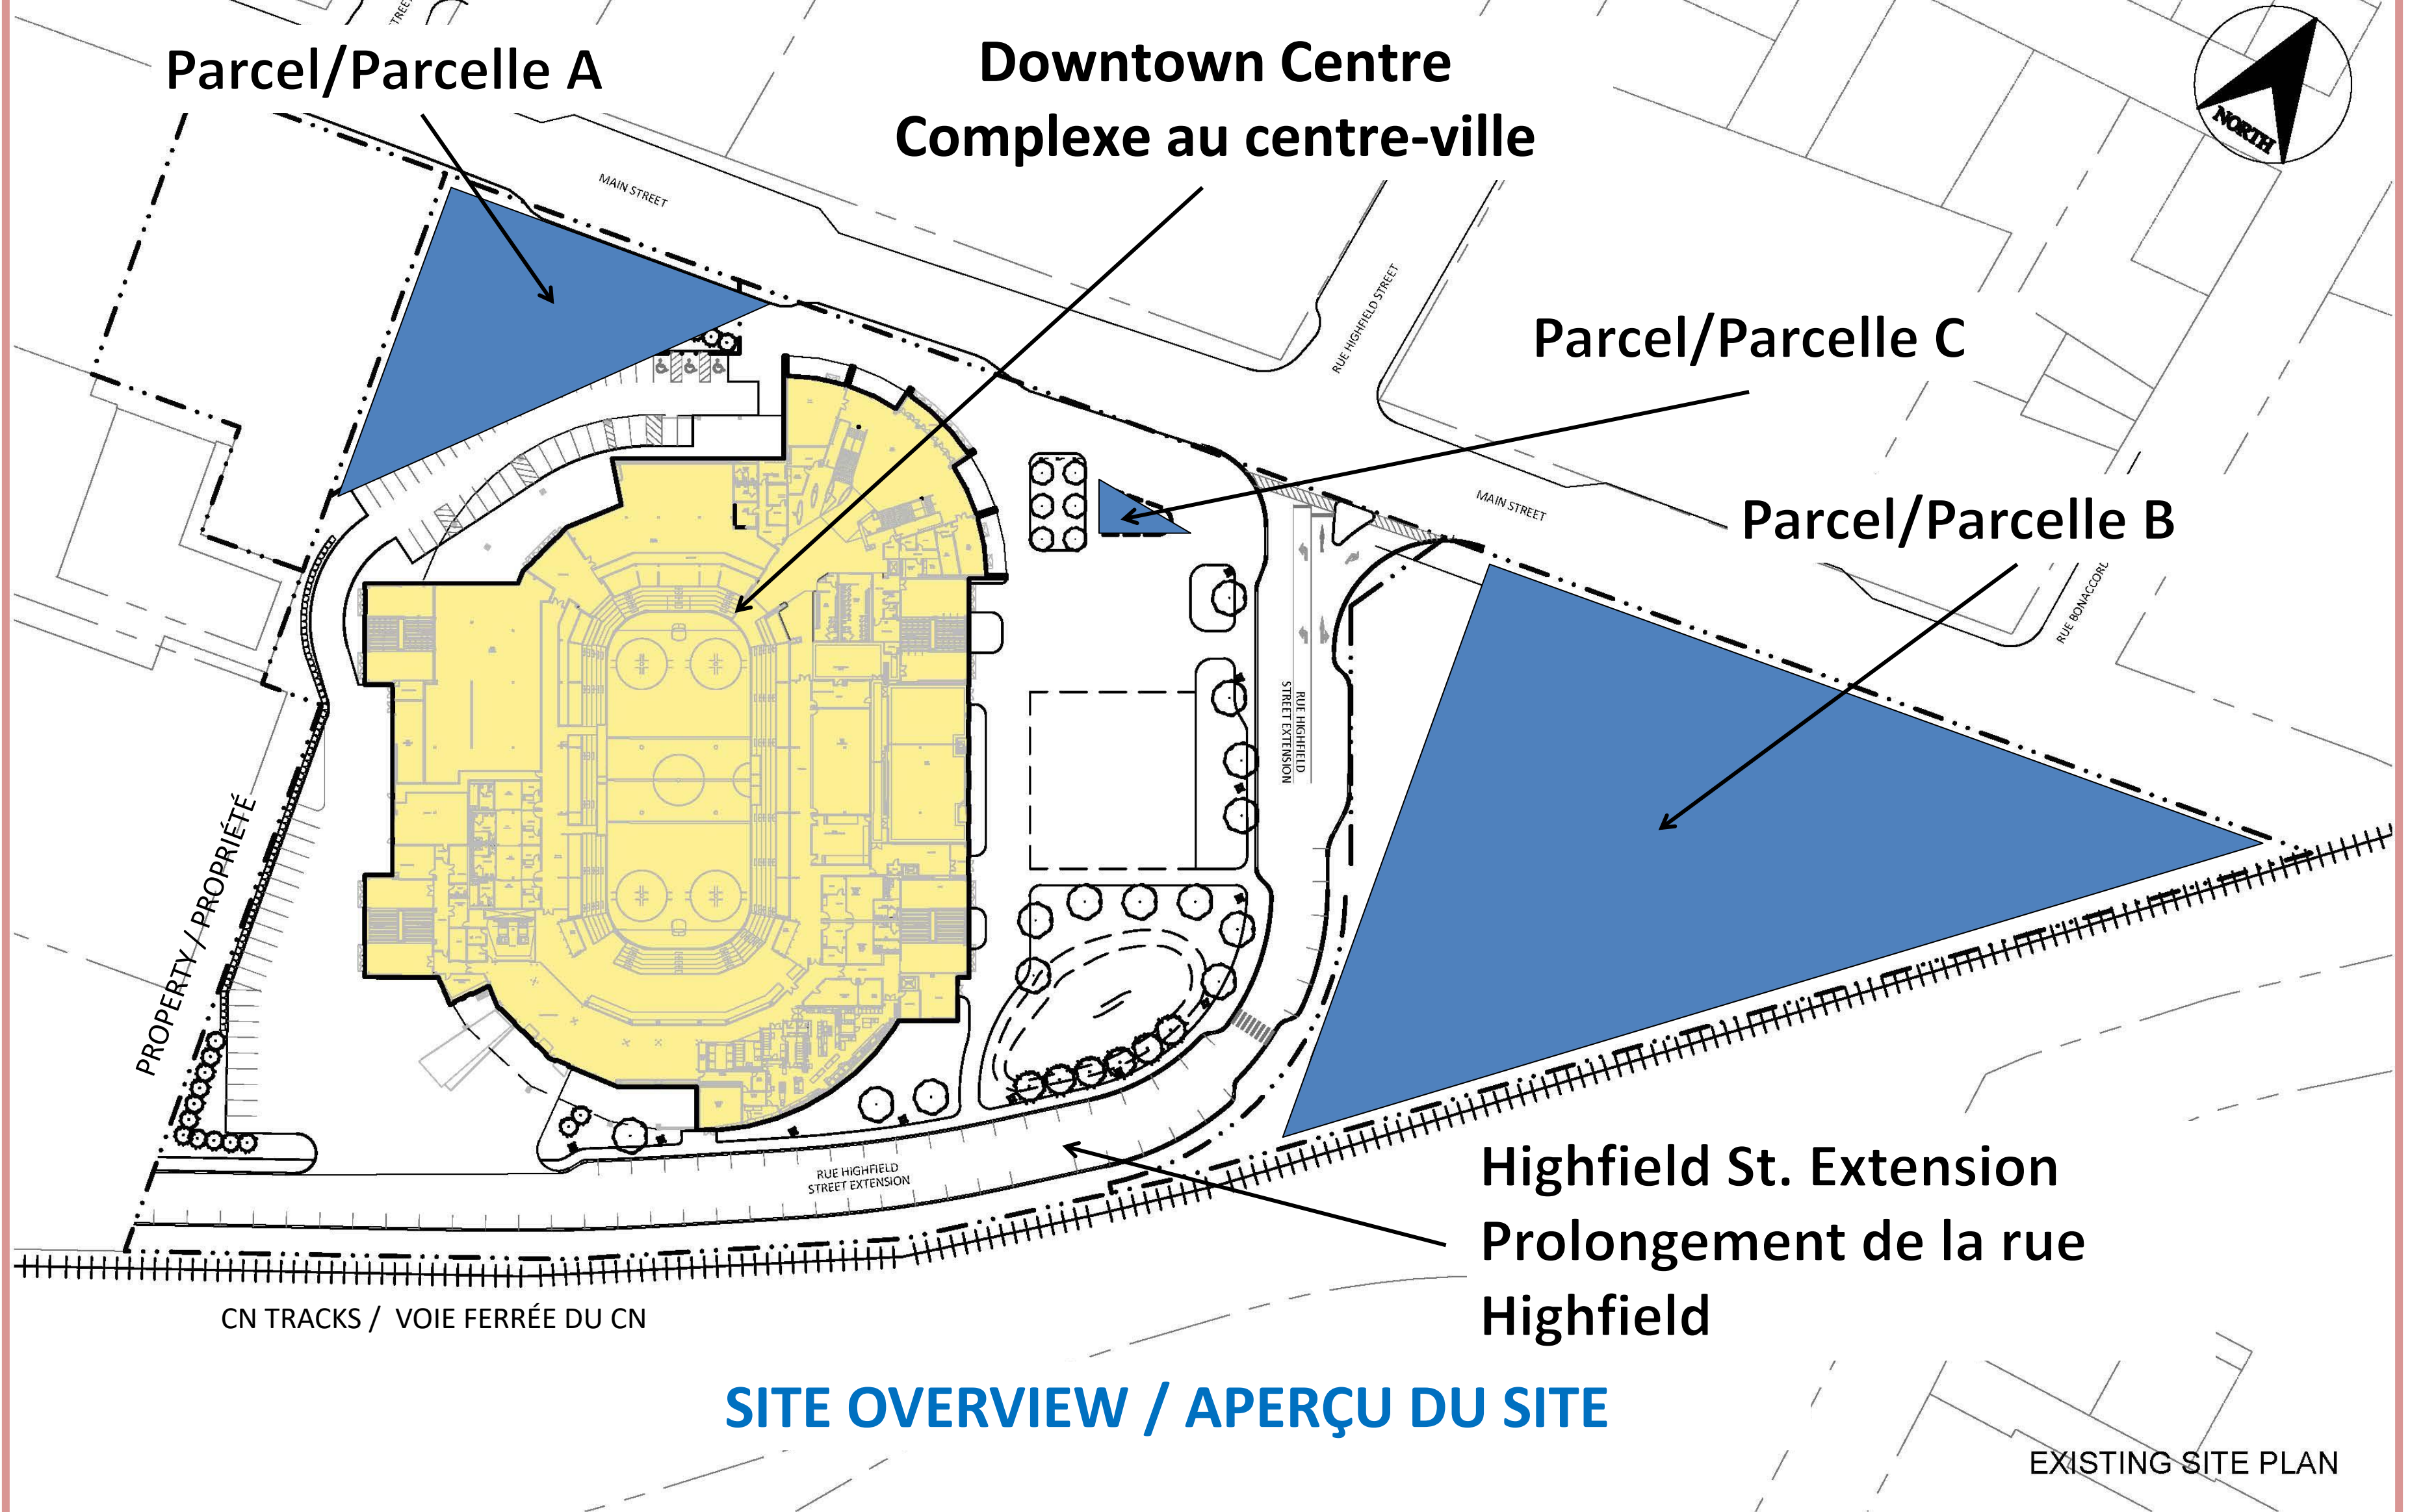 STREET
Parcel/Parcelle A
Downtown Centre
Complexe au centre-ville
NORTH
MAIN STREET
RUE HIGHFIELD STREET
Parcel/Parcelle C
MAIN STREET
Parcel/Parcelle B
RUE HIGHFIELD
STREET EXTENSION
PROPERTY / PROPRIÉTÉ
RUE HIGHFIELD
STREET EXTENSION
Highfield St. Extension
Prolongement de la rue
Highfield
CN TRACKS / VOIE FERRÉE DU CN
SITE OVERVIEW / APERÇU DU SITE
EXISTING SITE PLAN